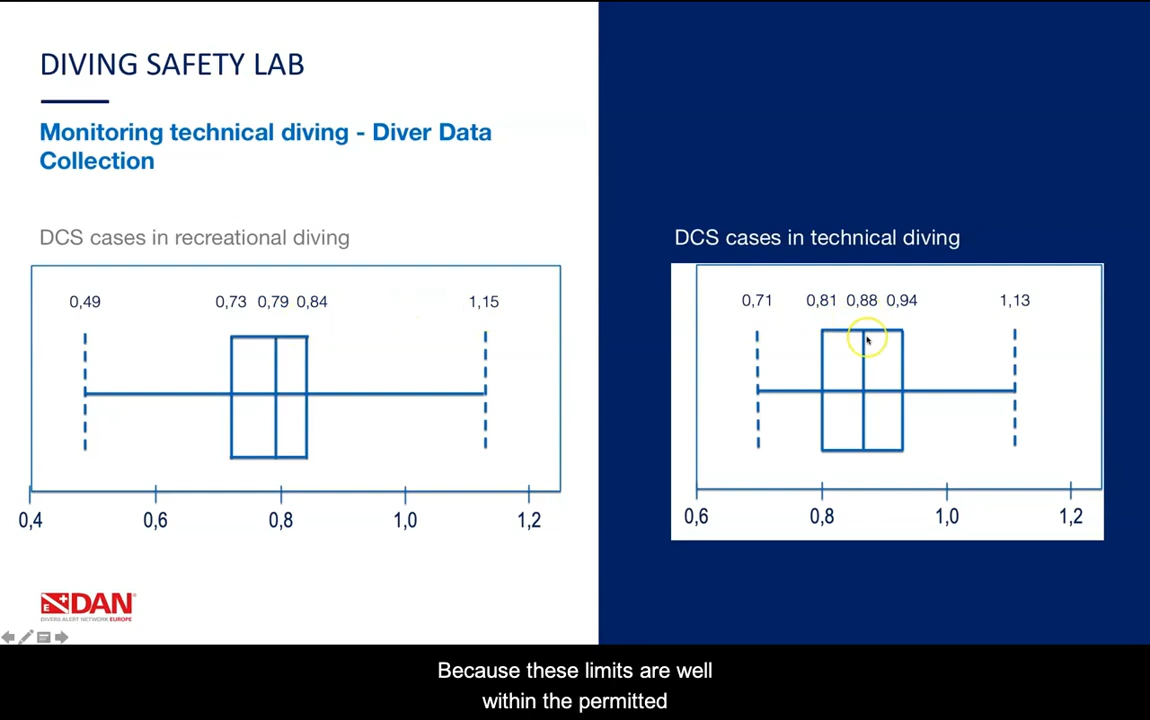 DIVING SAFETY LAB
Monitoring technical diving - Diver Data
Collection
DCS cases in recreational diving
0,49 0,73 0,79 0,84 1,15
0,4 0,6 0,8 1,0 1,2
DCS cases in technical diving
0,71 0,81 0,88 0,94 1,13
0,6 0,8 1,0 1,2
E DAN
DIVERS ALERT NETWORK EUROPE
Because these limits are well
within the permitted